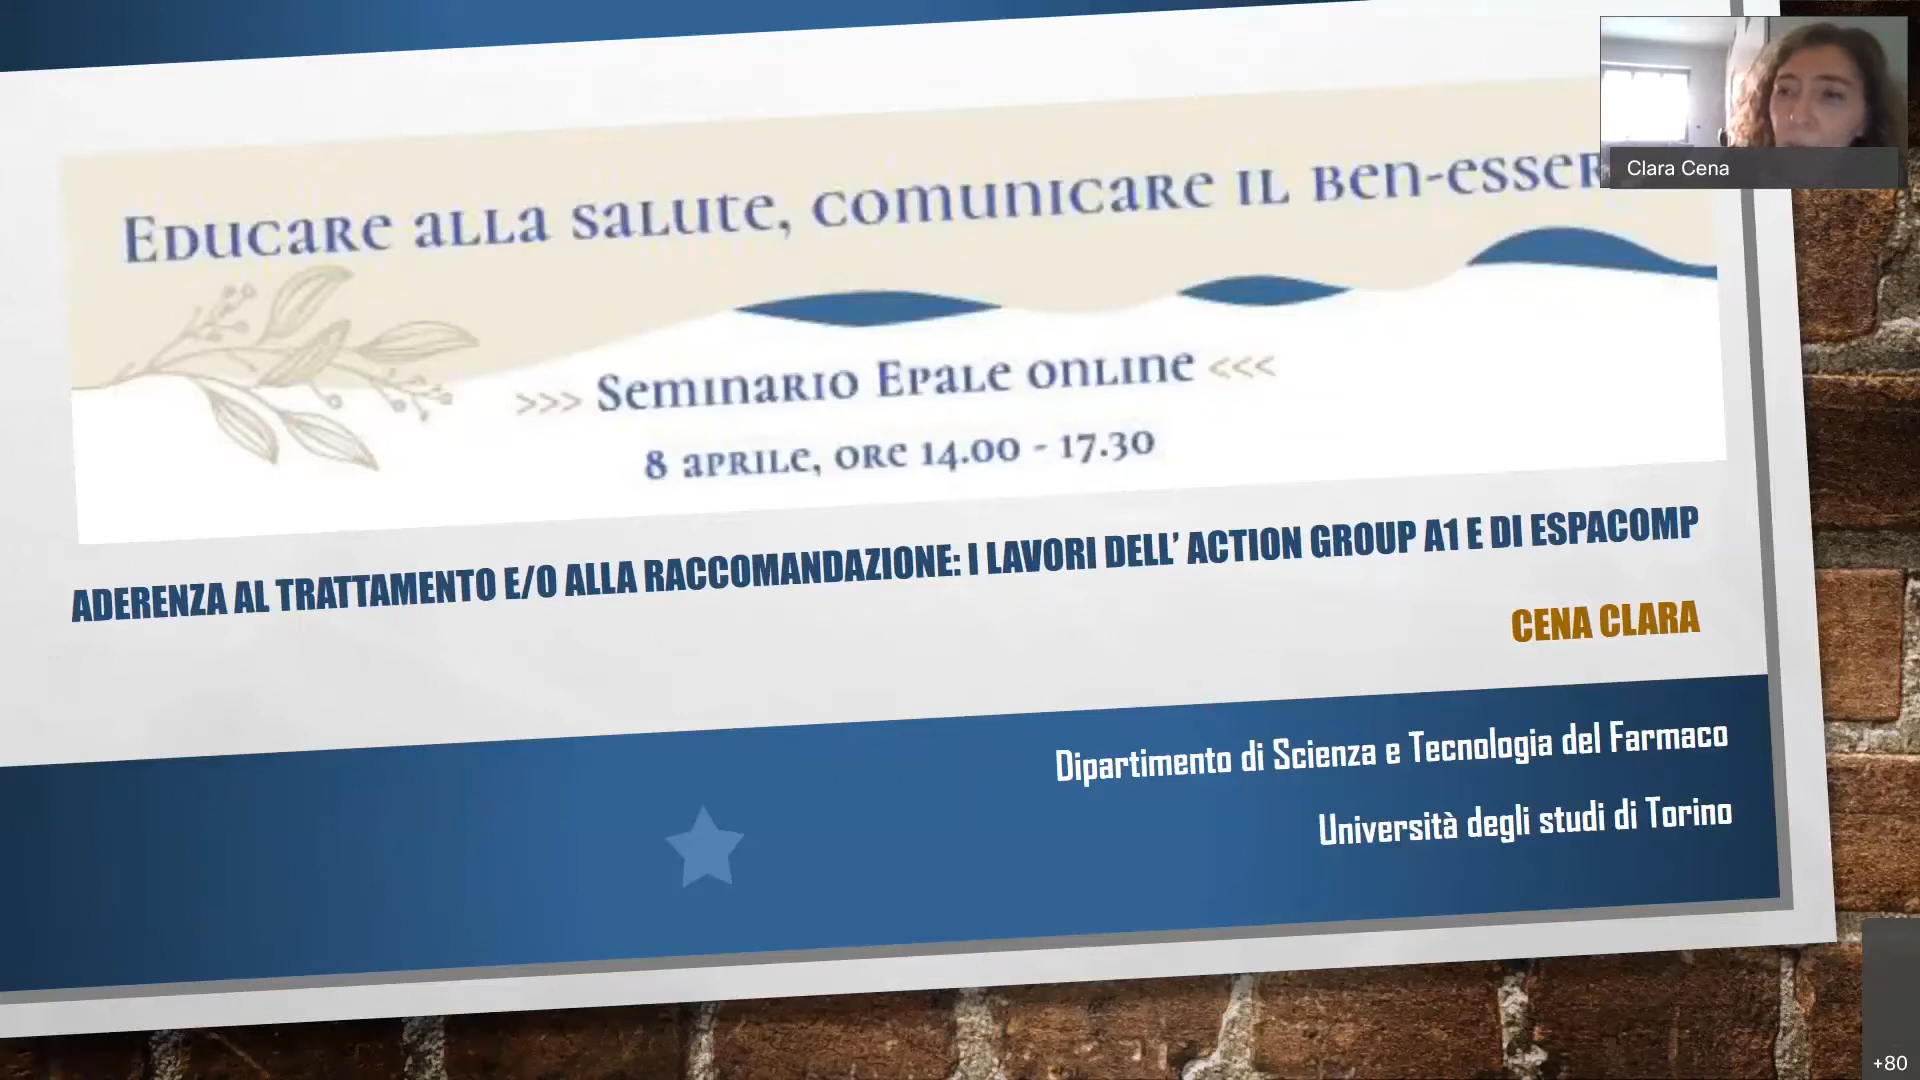 Educare alla salute, comunicare il Ben-esser
Clara Cena
>>> Seminario Epale online <<<
8 aprile, ore 14.00 - 17.30
ADERENZA AL TRATTAMENTO E/O ALLA RACCOMANDAZIONE: I LAVORI DELL’ ACTION GROUP A1 E DI ESPACOMP
CENA CLARA
Dipartimento di Scienza e Tecnologia del Farmaco
Università degli studi di Torino
+80